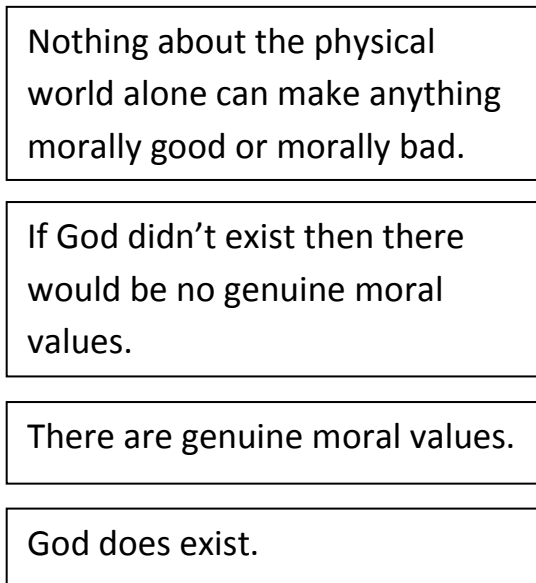 Nothing about the physical
world alone can make anything
morally good or morally bad.
If God didn’t exist then there
would be no genuine moral
values.
There are genuine moral values.
God does exist.